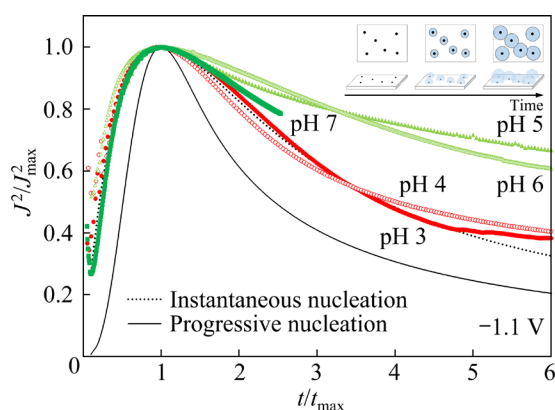 Time
1.0
0.8
0.6
0.4
0.2
0
J²/J²max
pH 7
pH 5
pH 6
pH 4
pH 3
Instantaneous nucleation
Progressive nucleation
−1.1 V
1 2 3 4 5 6
t/tmax